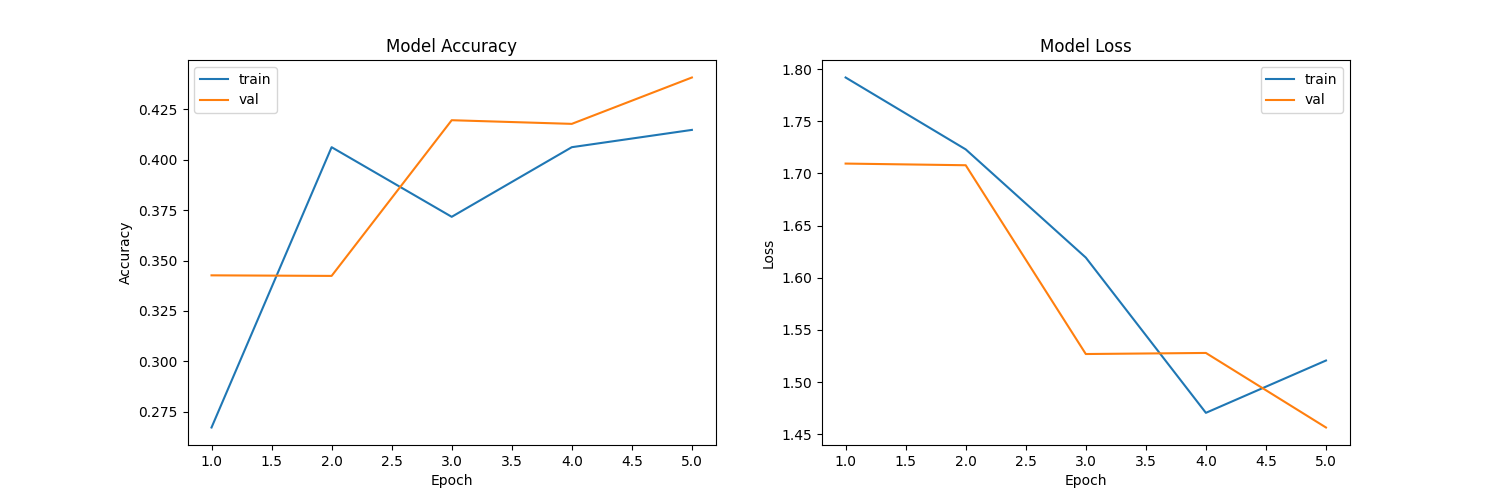 Model Accuracy
train
val
0.425
0.400
0.375
0.350
0.325
0.300
0.275
Accuracy
1.0 1.5 2.0 2.5 3.0 3.5 4.0 4.5 5.0
Epoch
Model Loss
train
val
1.80
1.75
1.70
1.65
1.60
1.55
1.50
1.45
Loss
1.0 1.5 2.0 2.5 3.0 3.5 4.0 4.5 5.0
Epoch